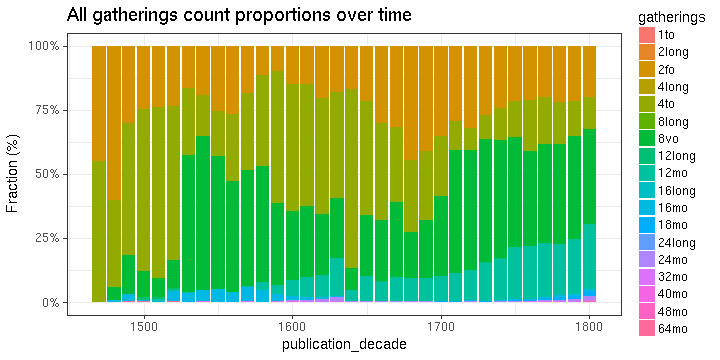 All gatherings count proportions over time
gatherings
1to
2long
2fo
4long
4to
8long
8vo
12long
12mo
16long
16mo
18mo
24long
24mo
32mo
40mo
48mo
64mo
Fraction (%)
100%
75%
50%
25%
0%
1500
1600
1700
1800
publication_decade